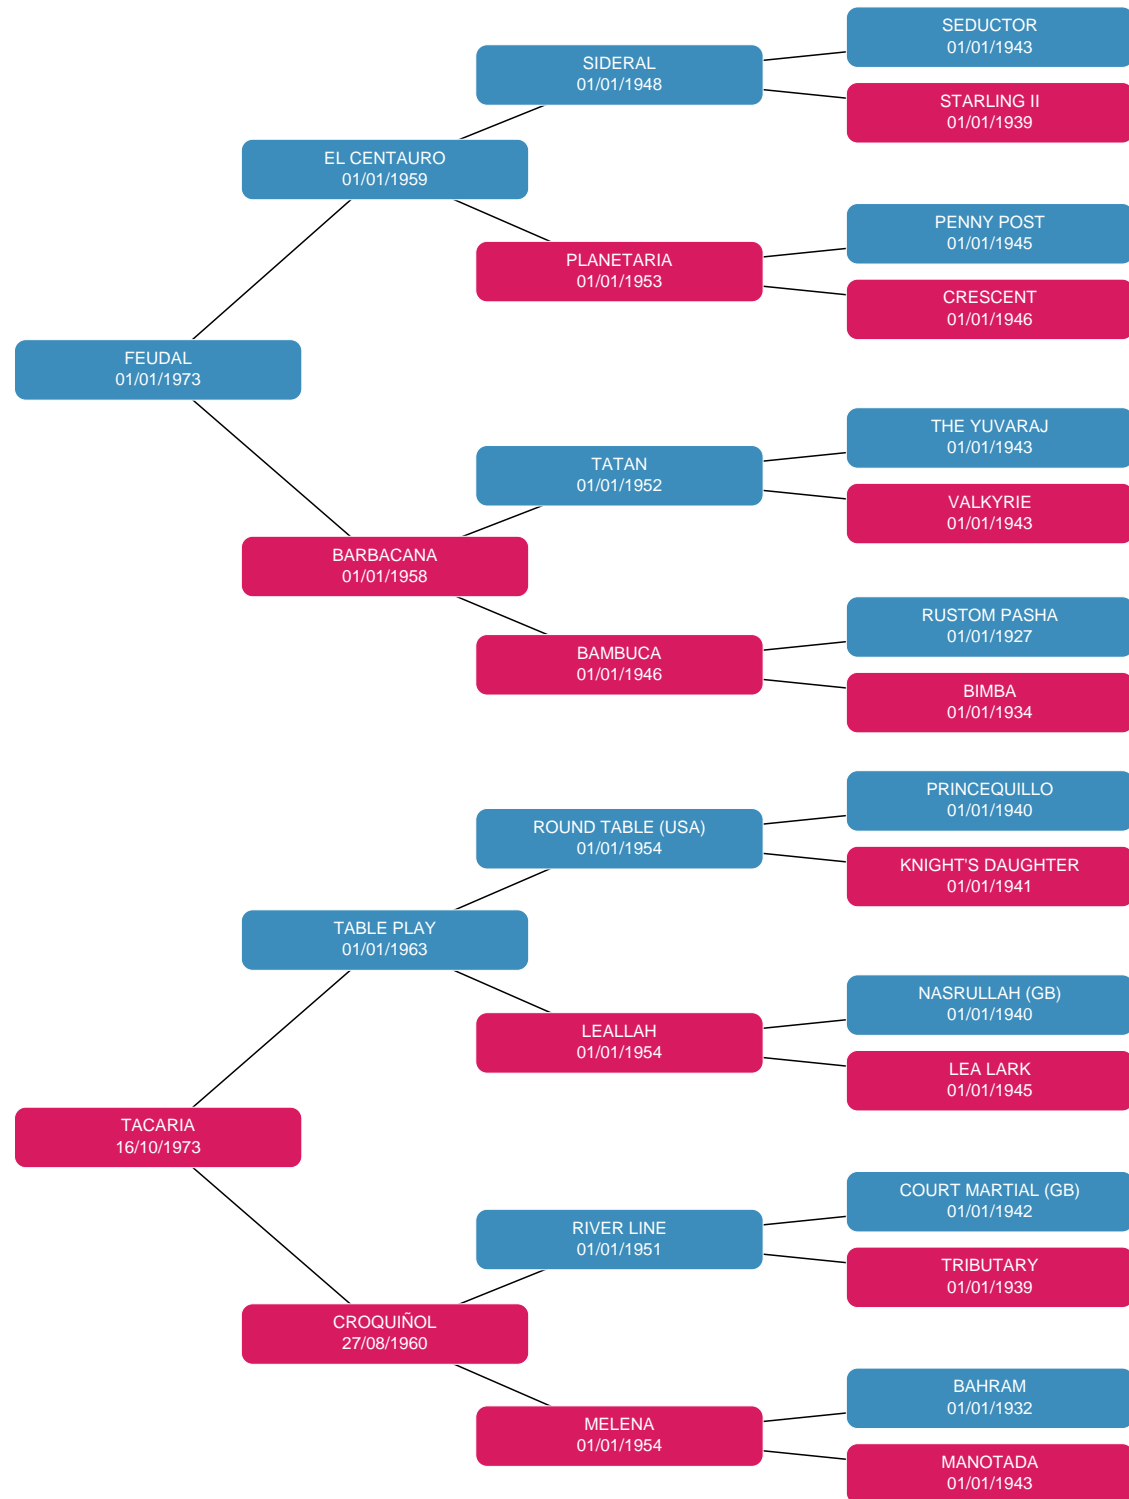 SEDUCTOR
01/01/1943
SIDERAL
01/01/1948
STARLING II
01/01/1939
EL CENTAURO
01/01/1959
PENNY POST
01/01/1945
PLANETARIA
01/01/1953
CRESCENT
01/01/1946
FEUDAL
01/01/1973
THE YUVARAJ
01/01/1943
TATAN
01/01/1952
VALKYRIE
01/01/1943
BARBACANA
01/01/1958
RUSTOM PASHA
01/01/1927
BAMBUCA
01/01/1946
BIMBA
01/01/1934
PRINCEQUILLO
01/01/1940
ROUND TABLE (USA)
01/01/1954
KNIGHT'S DAUGHTER
01/01/1941
TABLE PLAY
01/01/1963
NASRULLAH (GB)
01/01/1940
LEALLAH
01/01/1954
LEA LARK
01/01/1945
TACARIA
16/10/1973
COURT MARTIAL (GB)
01/01/1942
RIVER LINE
01/01/1951
TRIBUTARY
01/01/1939
CROQUIÑOL
27/08/1960
BAHRAM
01/01/1932
MELENA
01/01/1954
MANOTADA
01/01/1943